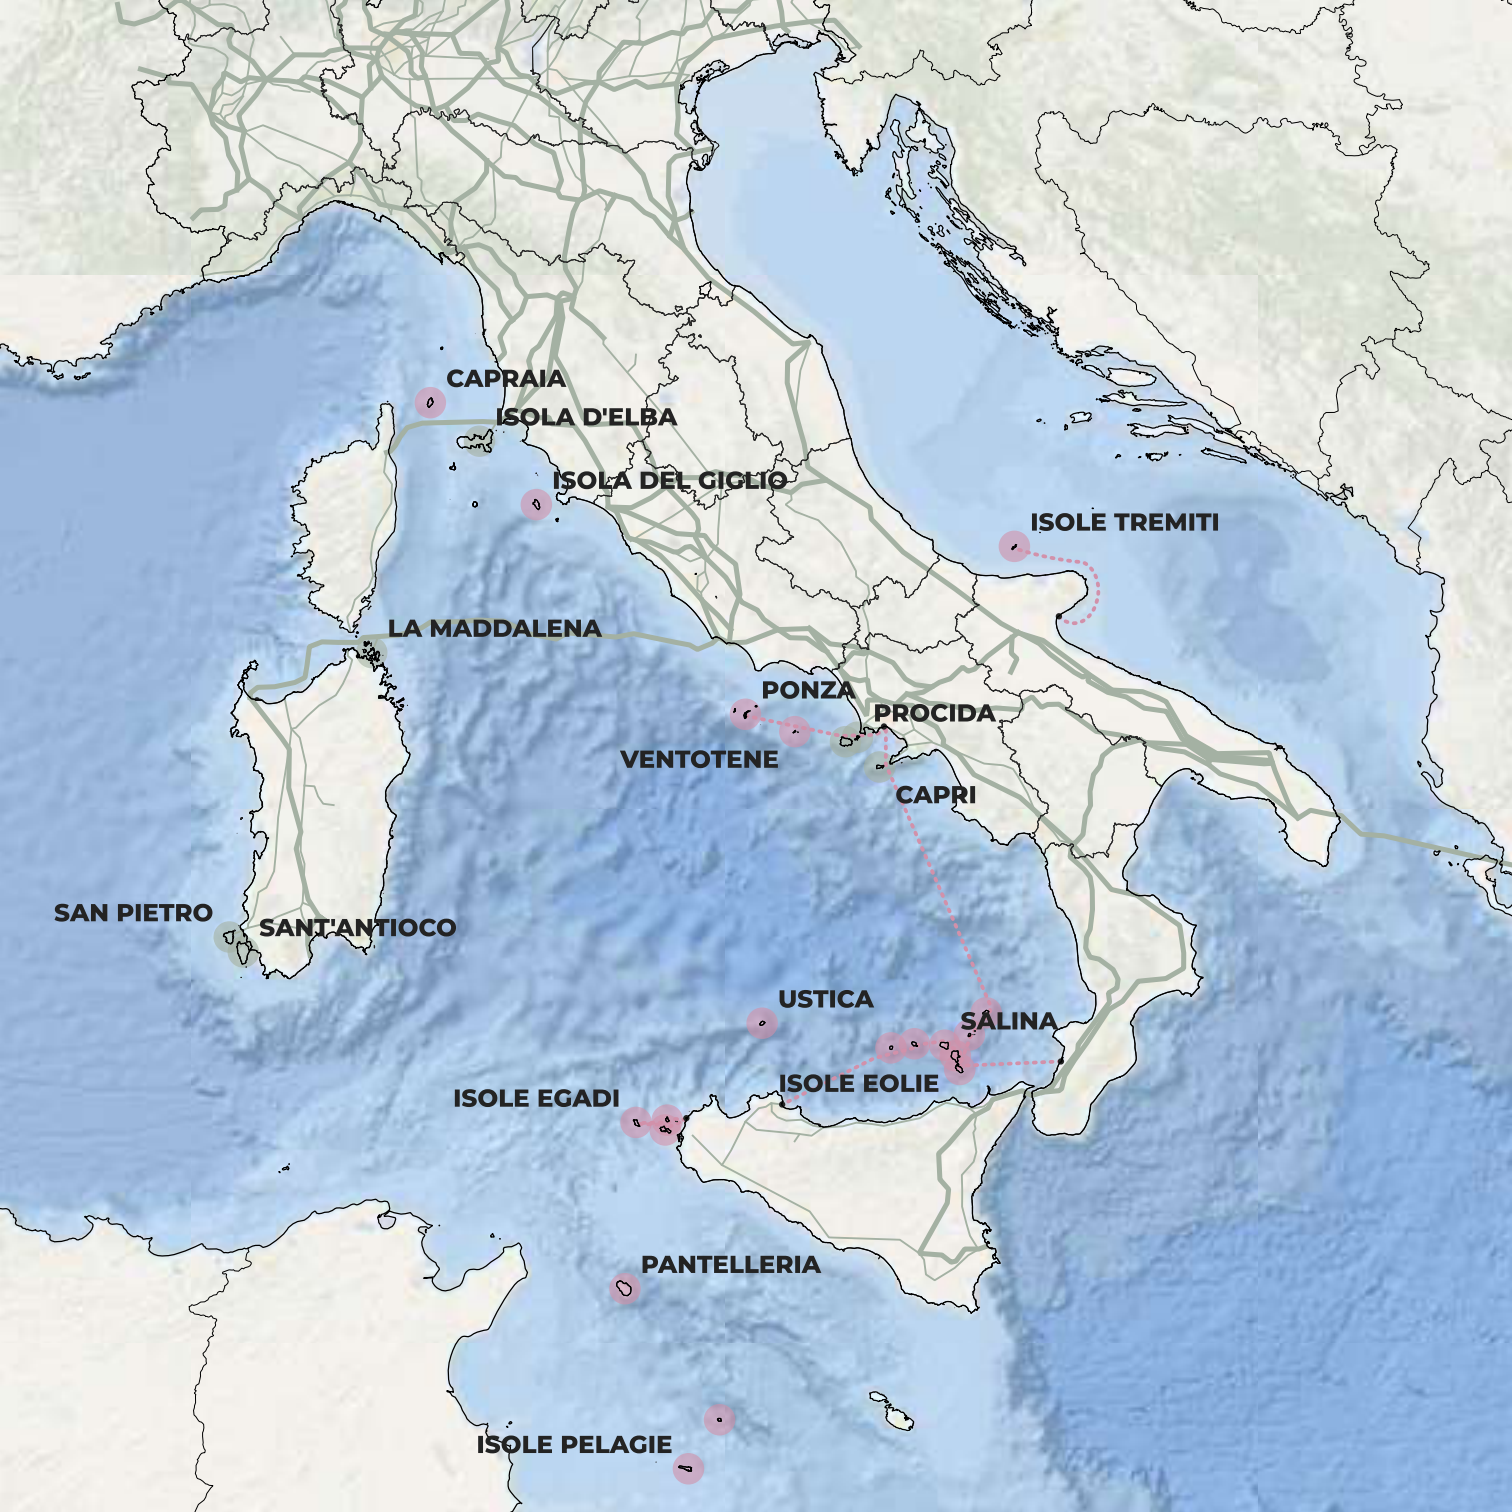 CAPRAIA
ISOLA D'ELBA
ISOLA DEL GIGLIO
ISOLE TREMITI
LA MADDALENA
PONZA
PROCIDA
VENTOTENE
CAPRI
SAN PIETRO
SANT'ANTIOCO
USTICA
SALINA
ISOLE EOLIE
ISOLE EGADI
PANTELLERIA
ISOLE PELAGIE